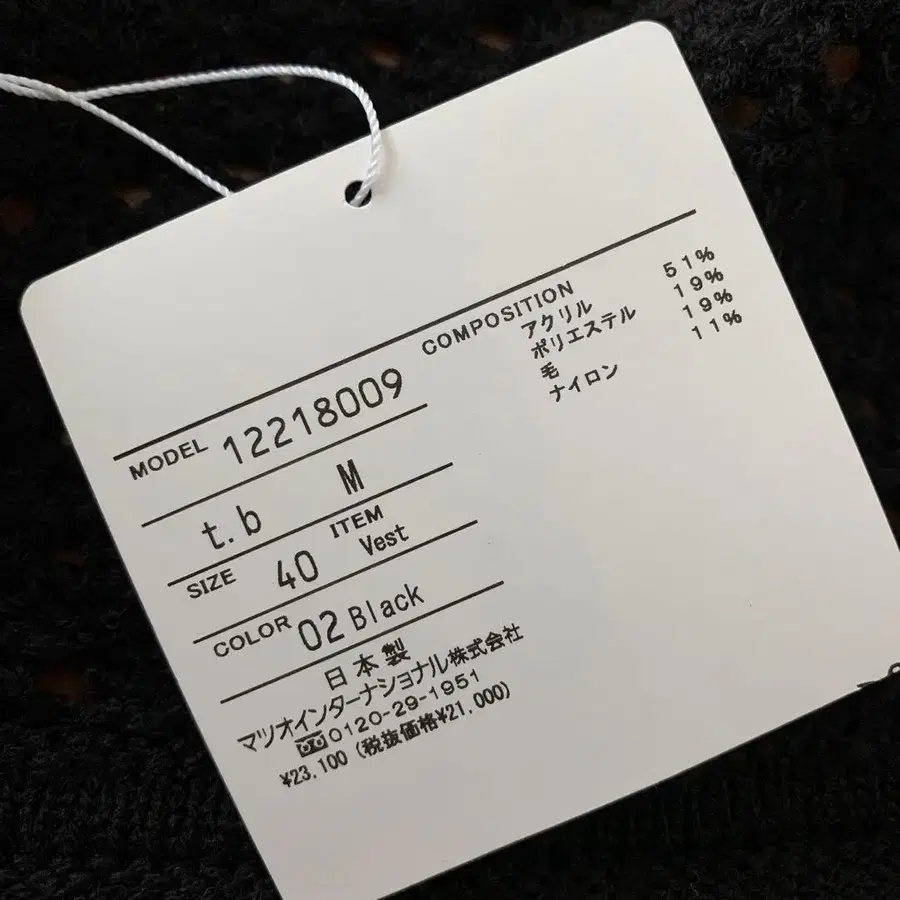 COMPOSITION
アクリル 51%
ポリエステル 19%
毛 19%
ナイロン 11%
MODEL 12218009
t.b M
SIZE 40 ITEM Vest
COLOR 02 Black
日本製
マツオインターナショナル株式会社
0120-29-1951
¥23,100 (税抜価格¥21,000)